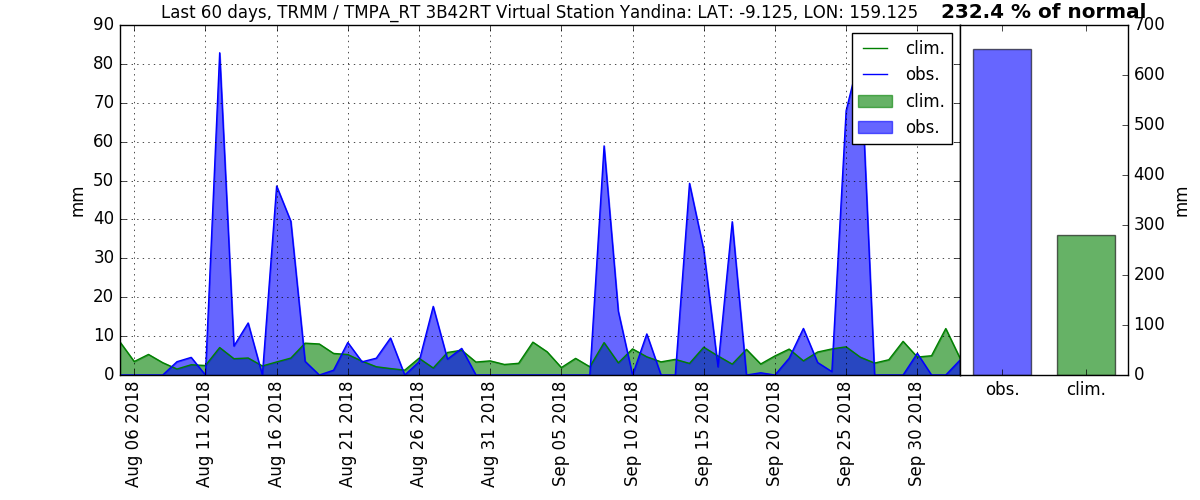 Last 60 days, TRMM / TMPA_RT 3B42RT Virtual Station Yandina: LAT: -9.125, LON: 159.125
232.4 % of normal
90
80
70
60
50
40
30
20
10
0
mm
clim.
obs.
clim.
obs.
Aug 06 2018
Aug 11 2018
Aug 16 2018
Aug 21 2018
Aug 26 2018
Aug 31 2018
Sep 05 2018
Sep 10 2018
Sep 15 2018
Sep 20 2018
Sep 25 2018
Sep 30 2018
700
600
500
400
300
200
100
0
mm
obs.
clim.